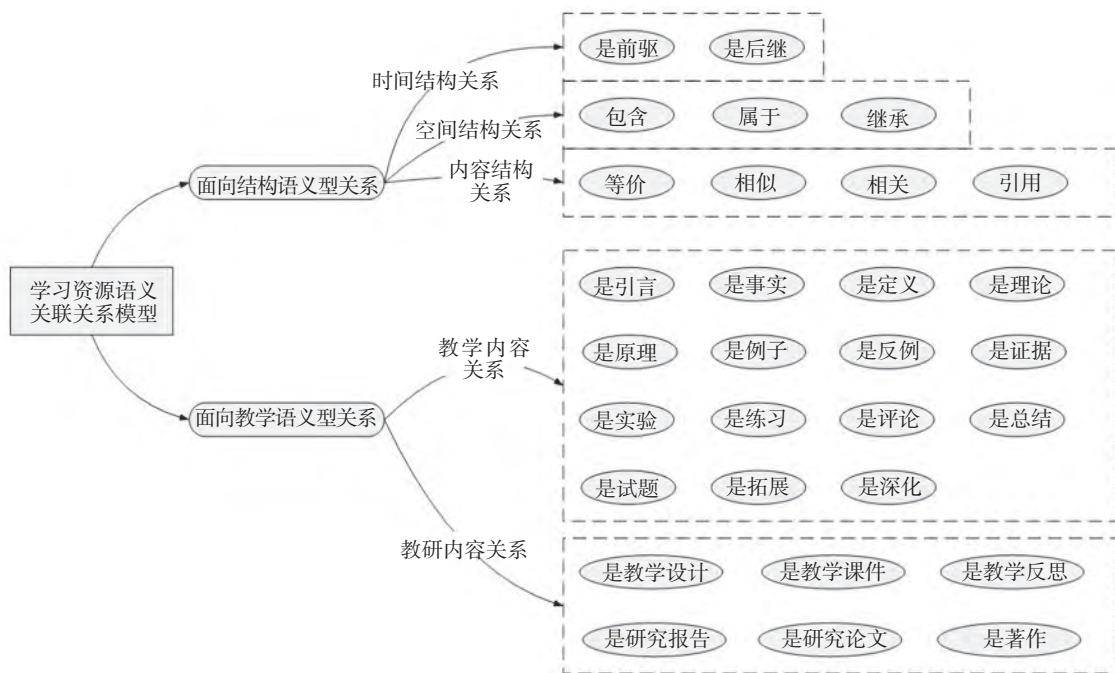 是前驱 是后继
时间结构关系
包含 属于 继承
空间结构关系
面向结构语义型关系
内容结构
关系
等价 相似 相关 引用
学习资源语义
关联关系模型
是引言 是事实 是定义 是理论
教学内容
关系
是原理 是例子 是反例 是证据
面向教学语义型关系
是实验 是练习 是评论 是总结
是试题 是拓展 是深化
教研内容关系
是教学设计 是教学课件 是教学反思
是研究报告 是研究论文 是著作